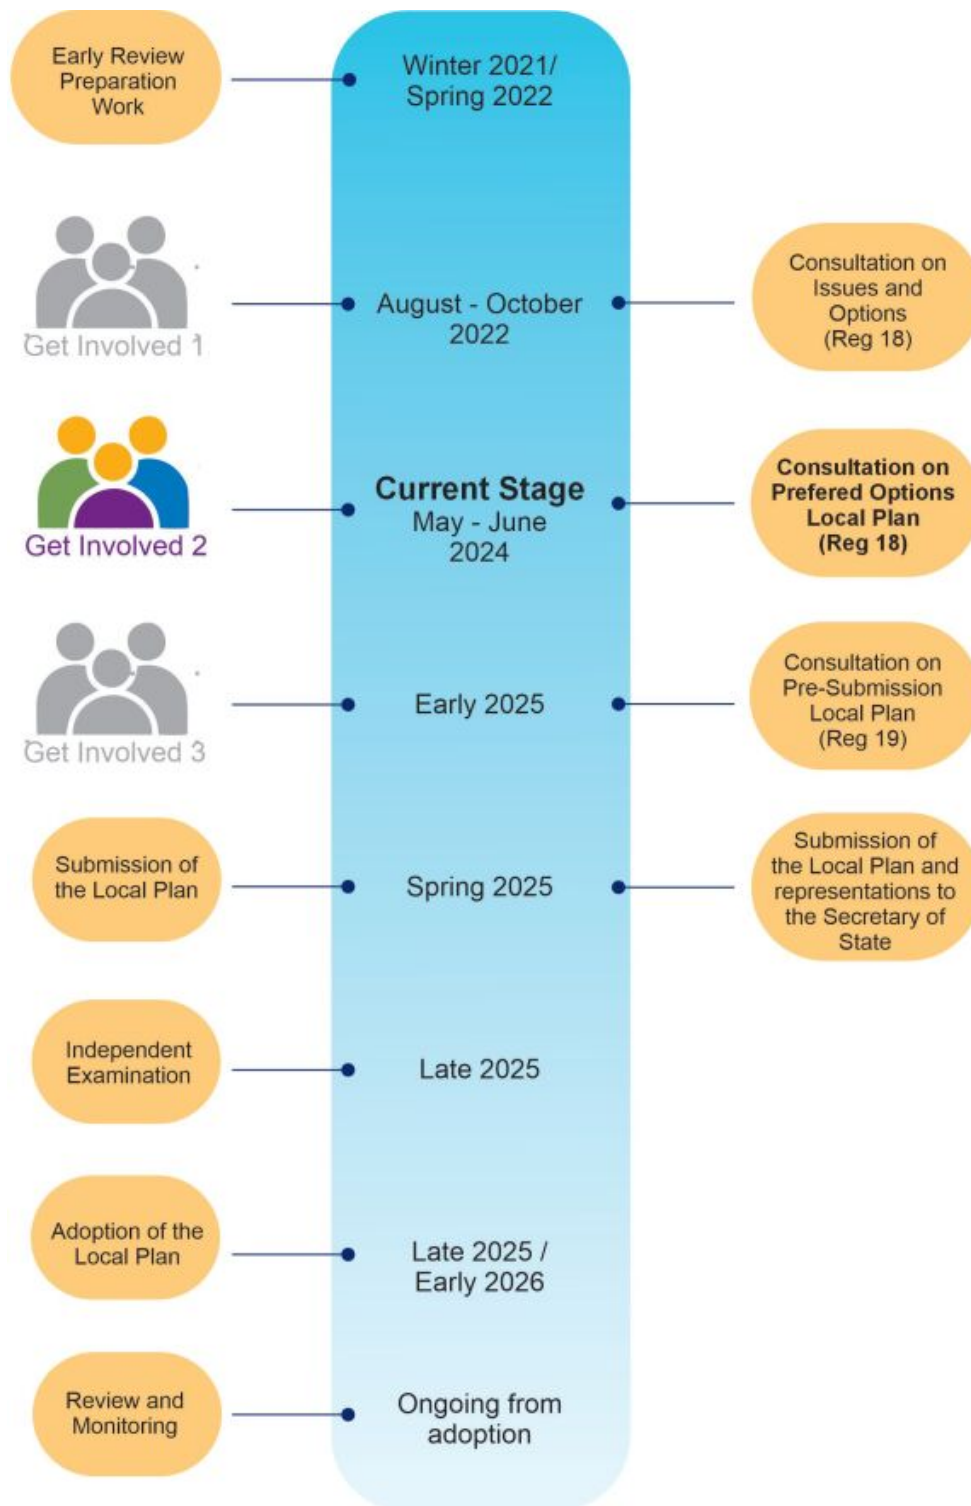 Early Review
Preparation
Work
Winter 2021/
Spring 2022
Get Involved 1
August - October
2022
Consultation on
Issues and
Options
(Reg 18)
Get Involved 2
Current Stage
May - June
2024
Consultation on
Prefered Options
Local Plan
(Reg 18)
Get Involved 3
Early 2025
Consultation on
Pre-Submission
Local Plan
(Reg 19)
Submission of
the Local Plan
Spring 2025
Submission of
the Local Plan and
representations to
the Secretary of
State
Independent
Examination
Late 2025
Adoption of the
Local Plan
Late 2025 /
Early 2026
Review and
Monitoring
Ongoing from
adoption